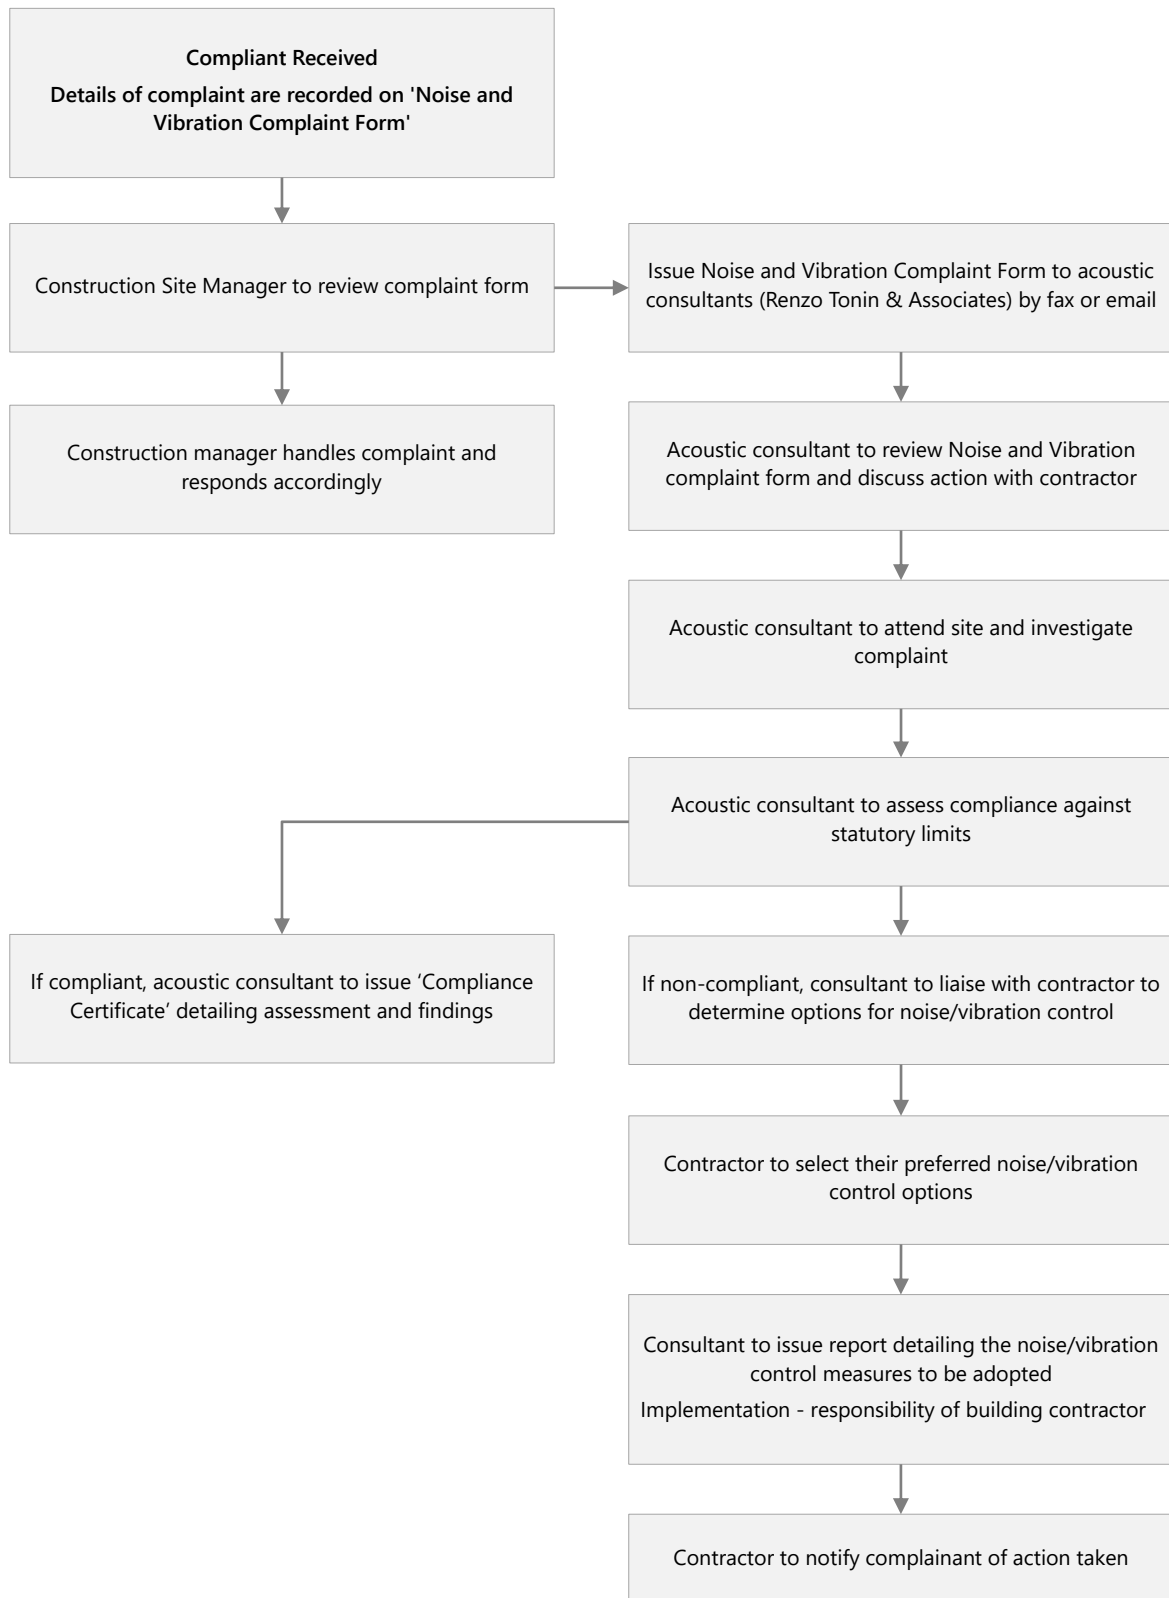 Compliant Received
Details of complaint are recorded on 'Noise and
Vibration Complaint Form'
Construction Site Manager to review complaint form
Issue Noise and Vibration Complaint Form to acoustic
consultants (Renzo Tonin & Associates) by fax or email
Construction manager handles complaint and
responds accordingly
Acoustic consultant to review Noise and Vibration
complaint form and discuss action with contractor
Acoustic consultant to attend site and investigate
complaint
Acoustic consultant to assess compliance against
statutory limits
If compliant, acoustic consultant to issue ‘Compliance
Certificate’ detailing assessment and findings
If non-compliant, consultant to liaise with contractor to
determine options for noise/vibration control
Contractor to select their preferred noise/vibration
control options
Consultant to issue report detailing the noise/vibration
control measures to be adopted
Implementation - responsibility of building contractor
Contractor to notify complainant of action taken